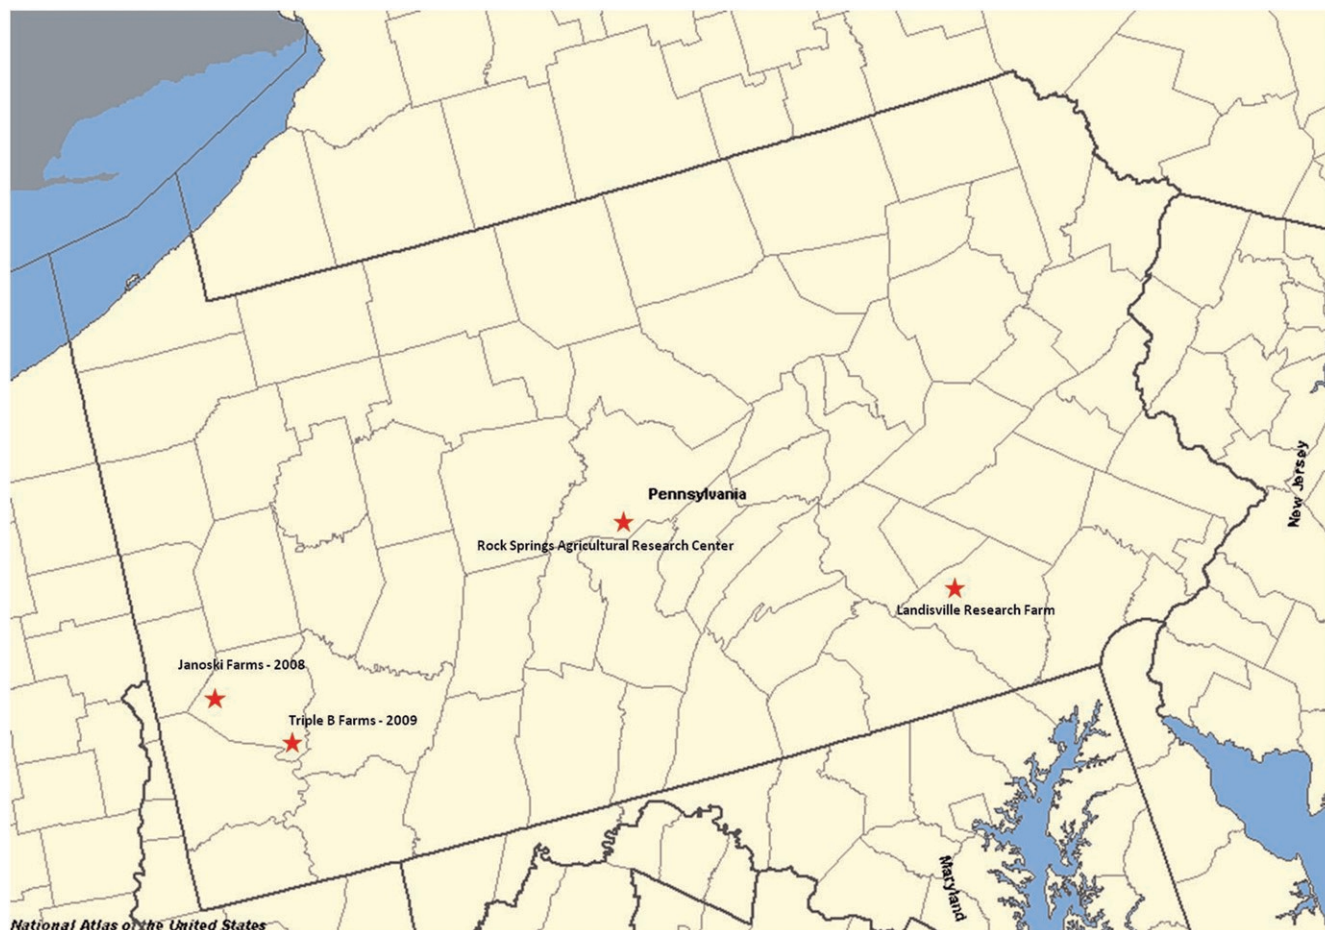 Pennsylvania
New Jersey
Rock Springs Agricultural Research Center
Landisville Research Farm
Janoski Farms - 2008
Triple B Farms - 2009
Maryland
National Atlas of the United States